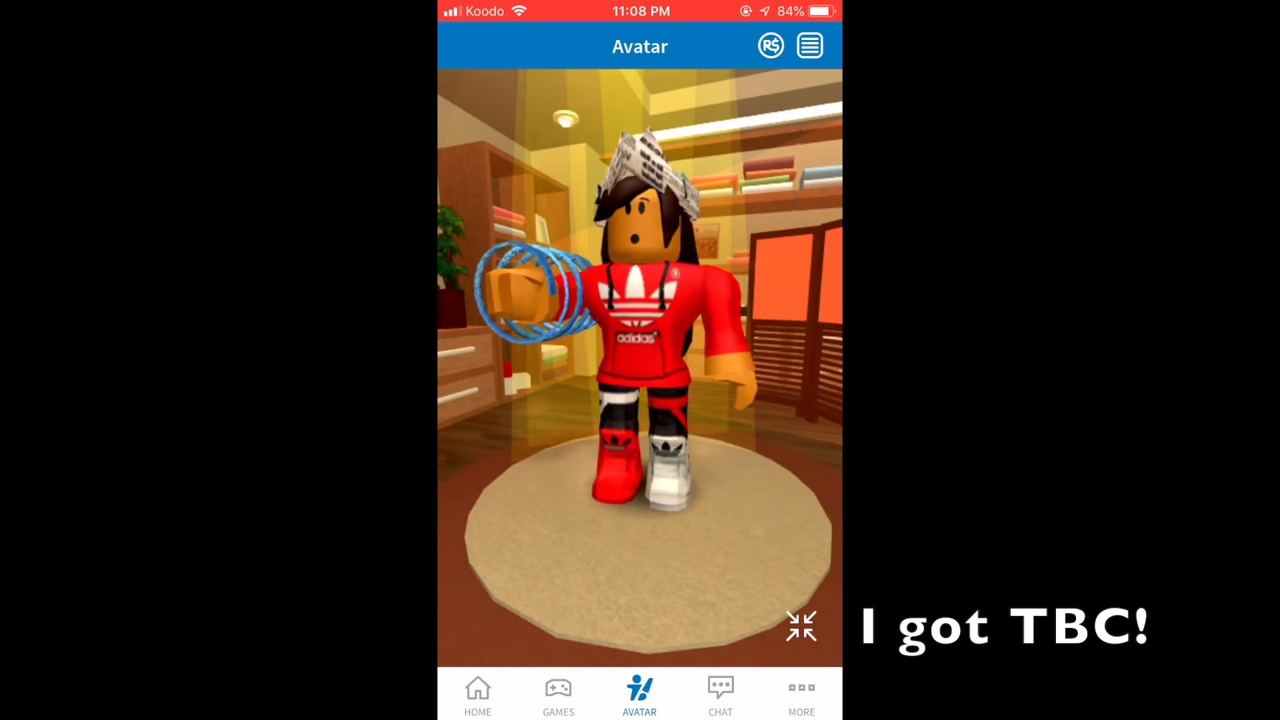 Koodo
11:08 PM
84%
Avatar
R$
adidas
I got TBC!
HOME
GAMES
AVATAR
CHAT
MORE